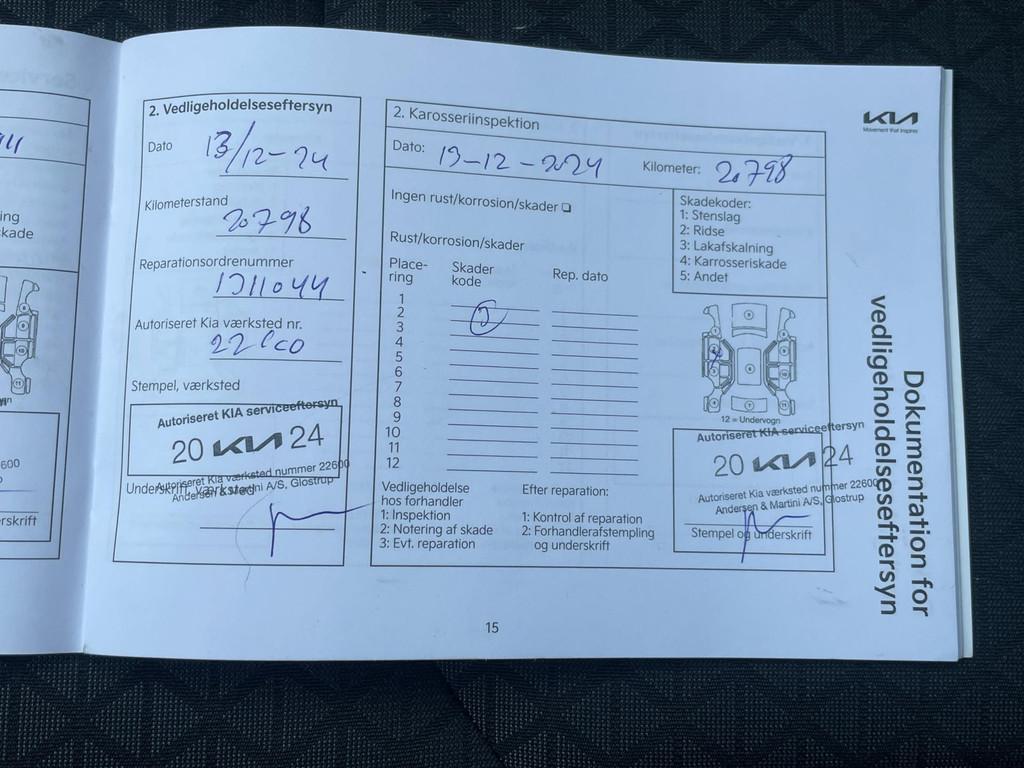 ing
kade
600
rskrift
2. Vedligeholdelseseftersyn
Dato 13/12-24
Kilometerstand
20798
Reparationsordrenummer
1311044
Autoriseret Kia værksted nr.
Stempel, værksted
Autoriseret KIA serviceeftersyn
20 KIA 24
Autoriseret Kia værksted nummer 22600
Andersen & Martini A/S, Glostrup
Underskrift, værksted
2. Karosseriinspektion
Dato: 13-12-2024 Kilometer: 20798
Ingen rust/korrosion/skader
Rust/korrosion/skader
Place-
ring
Skader
kode
Rep. dato
1
2
3
4
5
6
7
8
9
10
11
12
Skadekoder:
1: Stenslag
2: Ridse
3: Lakafskalning
4: Karrosseriskade
5: Andet
12 = Undervogn
Vedligeholdelse
hos forhandler
1: Inspektion
2: Notering af skade
3: Evt. reparation
Efter reparation:
1: Kontrol af reparation
2: Forhandlerafstempling
og underskrift
Autoriseret KIA serviceeftersyn
20 KIA 24
Autoriseret Kia værksted nummer 22600
Andersen & Martini A/S, Glostrup
Stempel og underskrift
KIA
Movement that inspires
Dokumentation for
vedligeholdelseseftersyn
15